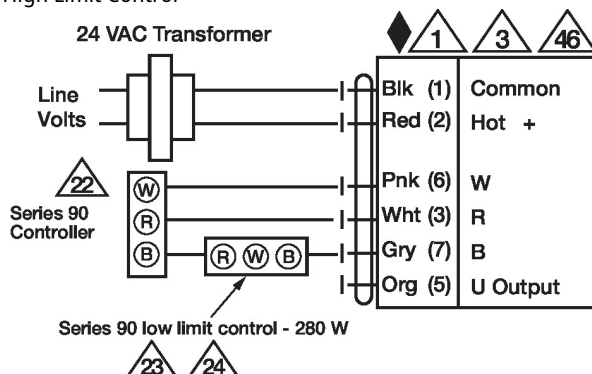 High Limit Control
24 VAC Transformer
1 3 46
Line
Volts
Blk (1) Common
Red (2) Hot +
22
Series 90
Controller
W
R
B
R W B
Pnk (6) W
Wht (3) R
Gry (7) B
Org (5) U Output
Series 90 low limit control - 280 W
23 24